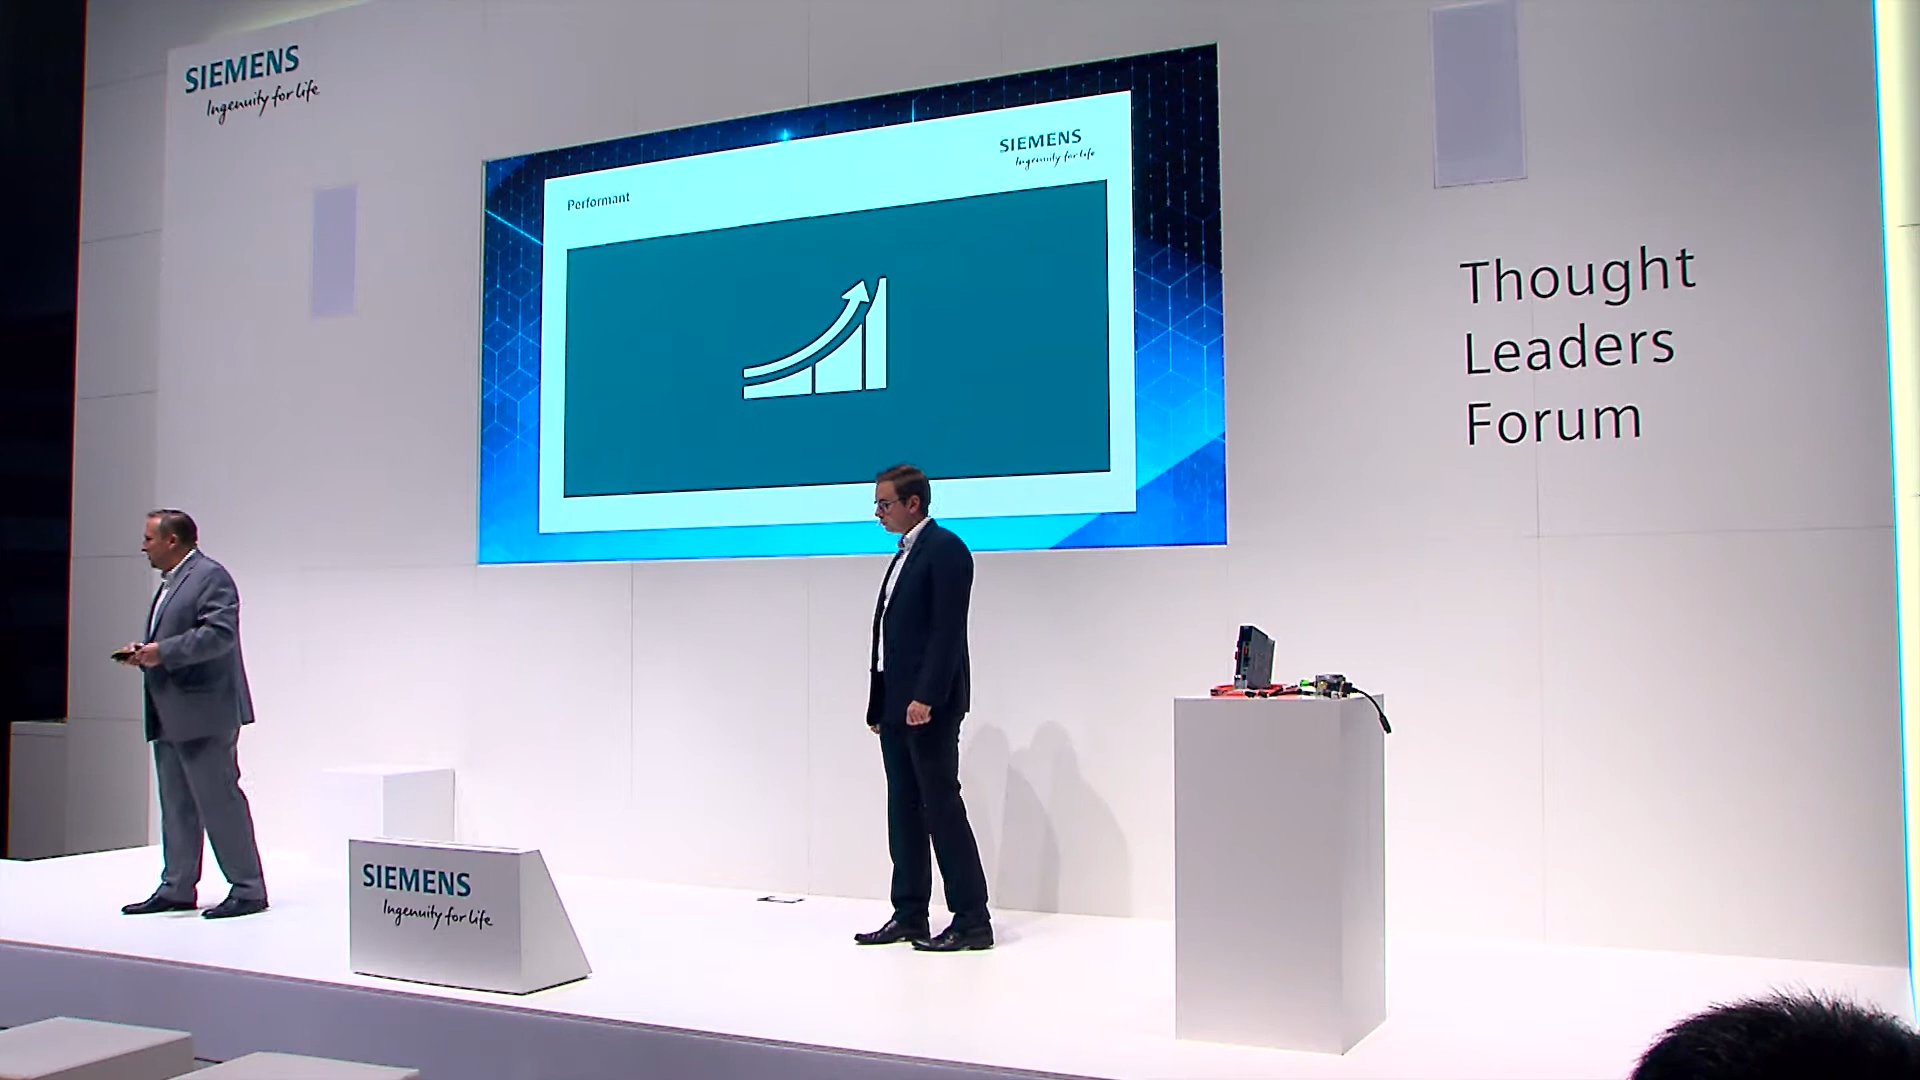 SIEMENS
Ingenuity for life
SIEMENS
Ingenuity for life
Performant
Thought
Leaders
Forum
SIEMENS
Ingenuity for life